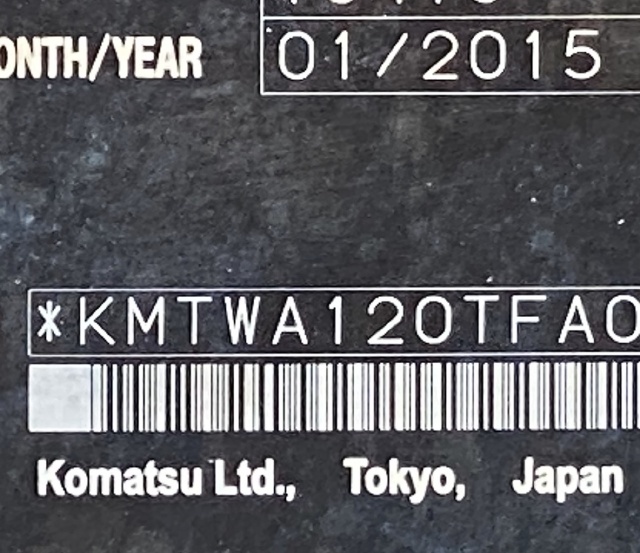 ONTH/YEAR 01/2015
*KMTWA120TFA0
Komatsu Ltd., Tokyo, Japan